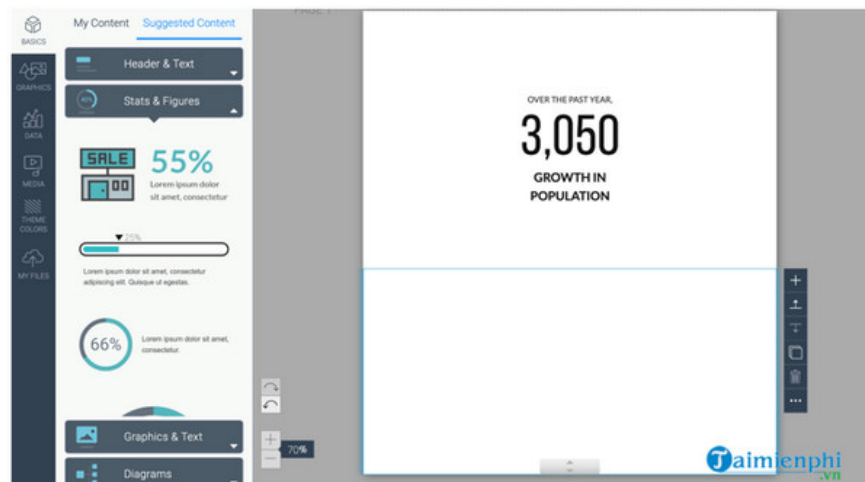 BASICS
GRAPHICS
DATA
MEDIA
THEME
COLORS
MY FILES
My Content Suggested Content
Header & Text
45%
Stats & Figures
SALE
55%
Lorem ipsum dolor
sit amet, consectetur
25%
Lorem ipsum dolor sit amet, consectetur
adipiscing elit. Quisque ut egestas.
66%
Lorem ipsum dolor sit amet,
consectetur.
Graphics & Text
Diagrams
70%
PAGE 1
OVER THE PAST YEAR,
3,050
GROWTH IN
POPULATION
Taimienphi
.vn